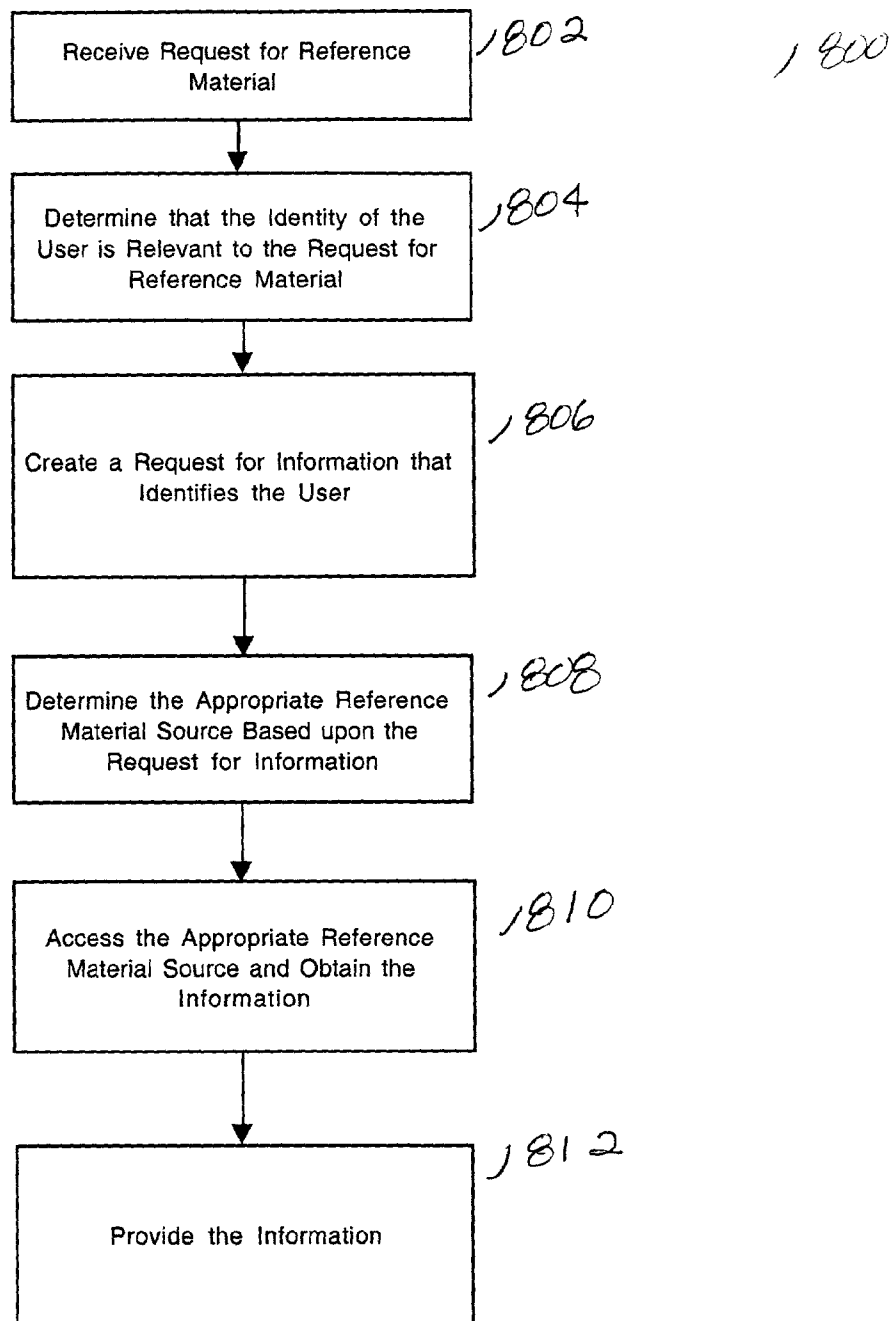 Receive Request for Reference
Material
1802
1800
Determine that the Identity of the
User is Relevant to the Request for
Reference Material
1804
Create a Request for Information that
Identifies the User
1806
Determine the Appropriate Reference
Material Source Based upon the
Request for Information
1808
Access the Appropriate Reference
Material Source and Obtain the
Information
1810
Provide the Information
1812